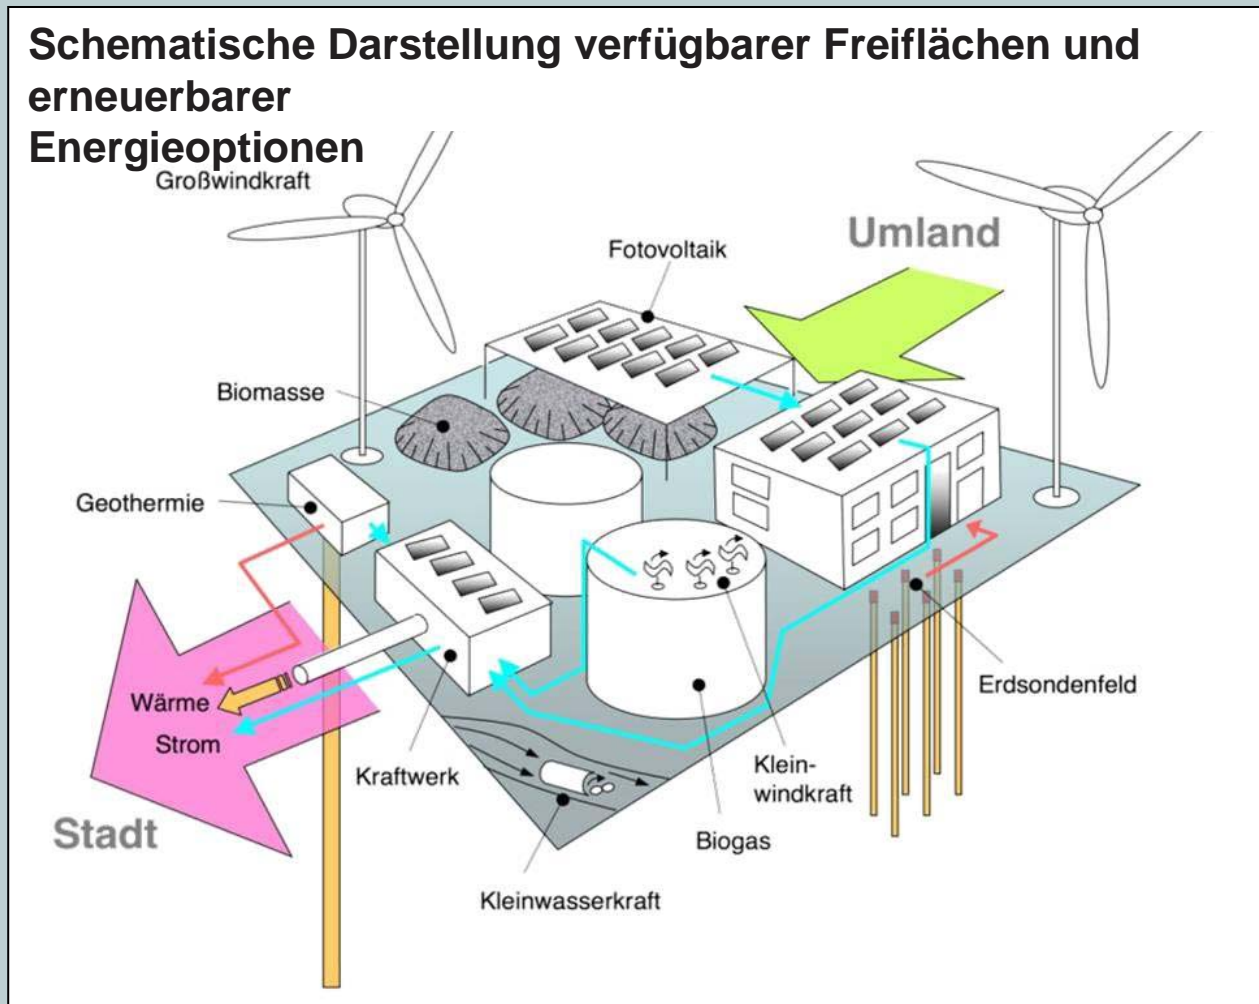 Schematische Darstellung verfügbarer Freiflächen und
erneuerbarer
Energieoptionen
Großwindkraft
Umland
Fotovoltaik
Biomasse
Geothermie
Erdsondenfeld
Wärme
Strom
Kraftwerk
Klein-
windkraft
Stadt
Biogas
Kleinwasserkraft